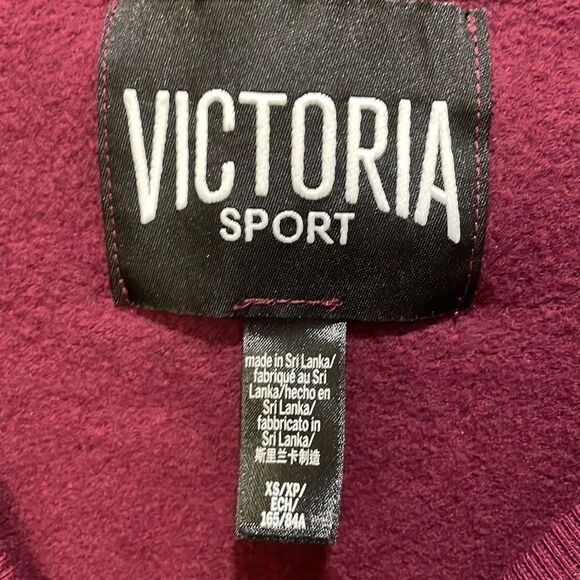 VICTORIA
SPORT
made in Sri Lanka/
fabriqué au Sri
Lanka/hecho en
Sri Lanka/
fabbricato in
Sri Lanka/
斯里兰卡制造
XS/XP/
ECH/
165/84A